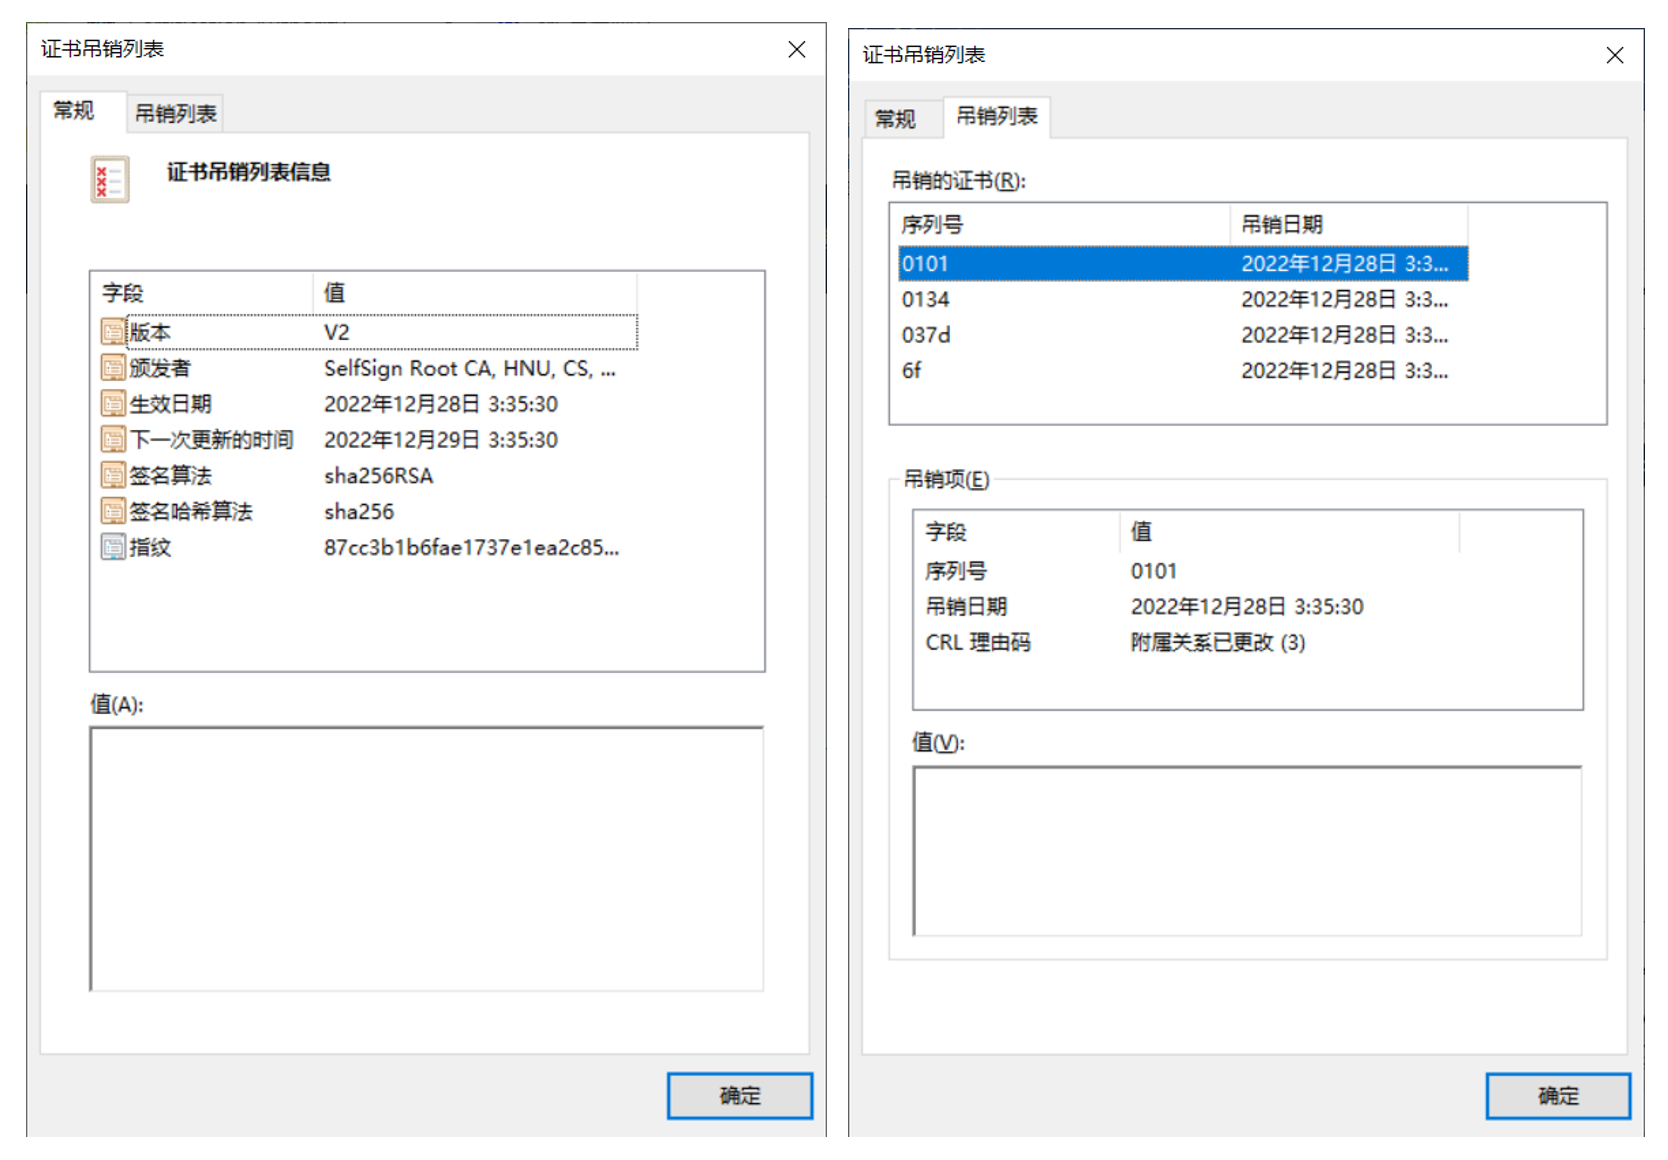 证书吊销列表
常规 吊销列表
证书吊销列表信息
字段 值
版本 V2
颁发者 SelfSign Root CA, HNU, CS, ...
生效日期 2022年12月28日 3:35:30
下一次更新的时间 2022年12月29日 3:35:30
签名算法 sha256RSA
签名哈希算法 sha256
指纹 87cc3b1b6fae1737e1ea2c85...
值(A):
确定
证书吊销列表
常规 吊销列表
吊销的证书(R):
序列号 吊销日期
0101 2022年12月28日 3:3...
0134 2022年12月28日 3:3...
037d 2022年12月28日 3:3...
6f 2022年12月28日 3:3...
吊销项(E)
字段 值
序列号 0101
吊销日期 2022年12月28日 3:35:30
CRL 理由码 附属关系已更改 (3)
值(V):
确定